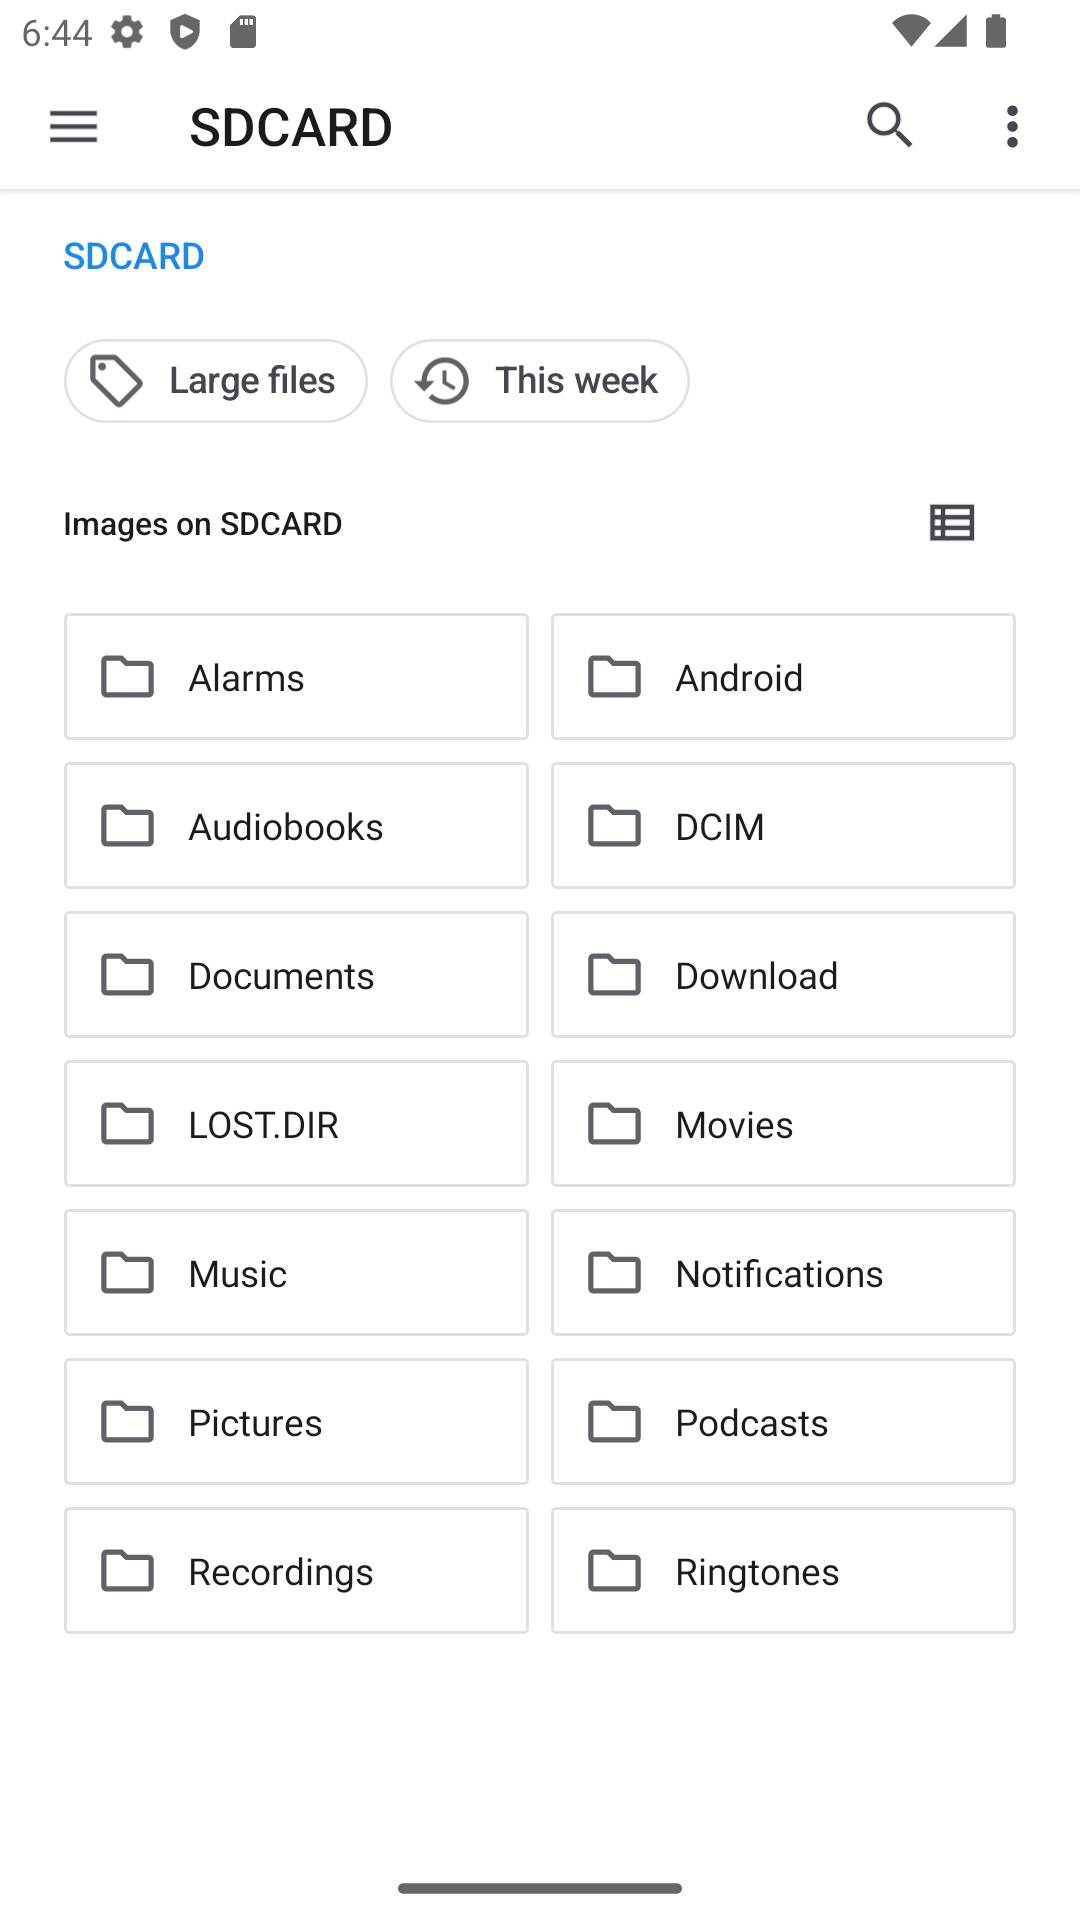 6:44
SDCARD
SDCARD
Large files
This week
Images on SDCARD
Alarms
Android
Audiobooks
DCIM
Documents
Download
LOST.DIR
Movies
Music
Notifications
Pictures
Podcasts
Recordings
Ringtones